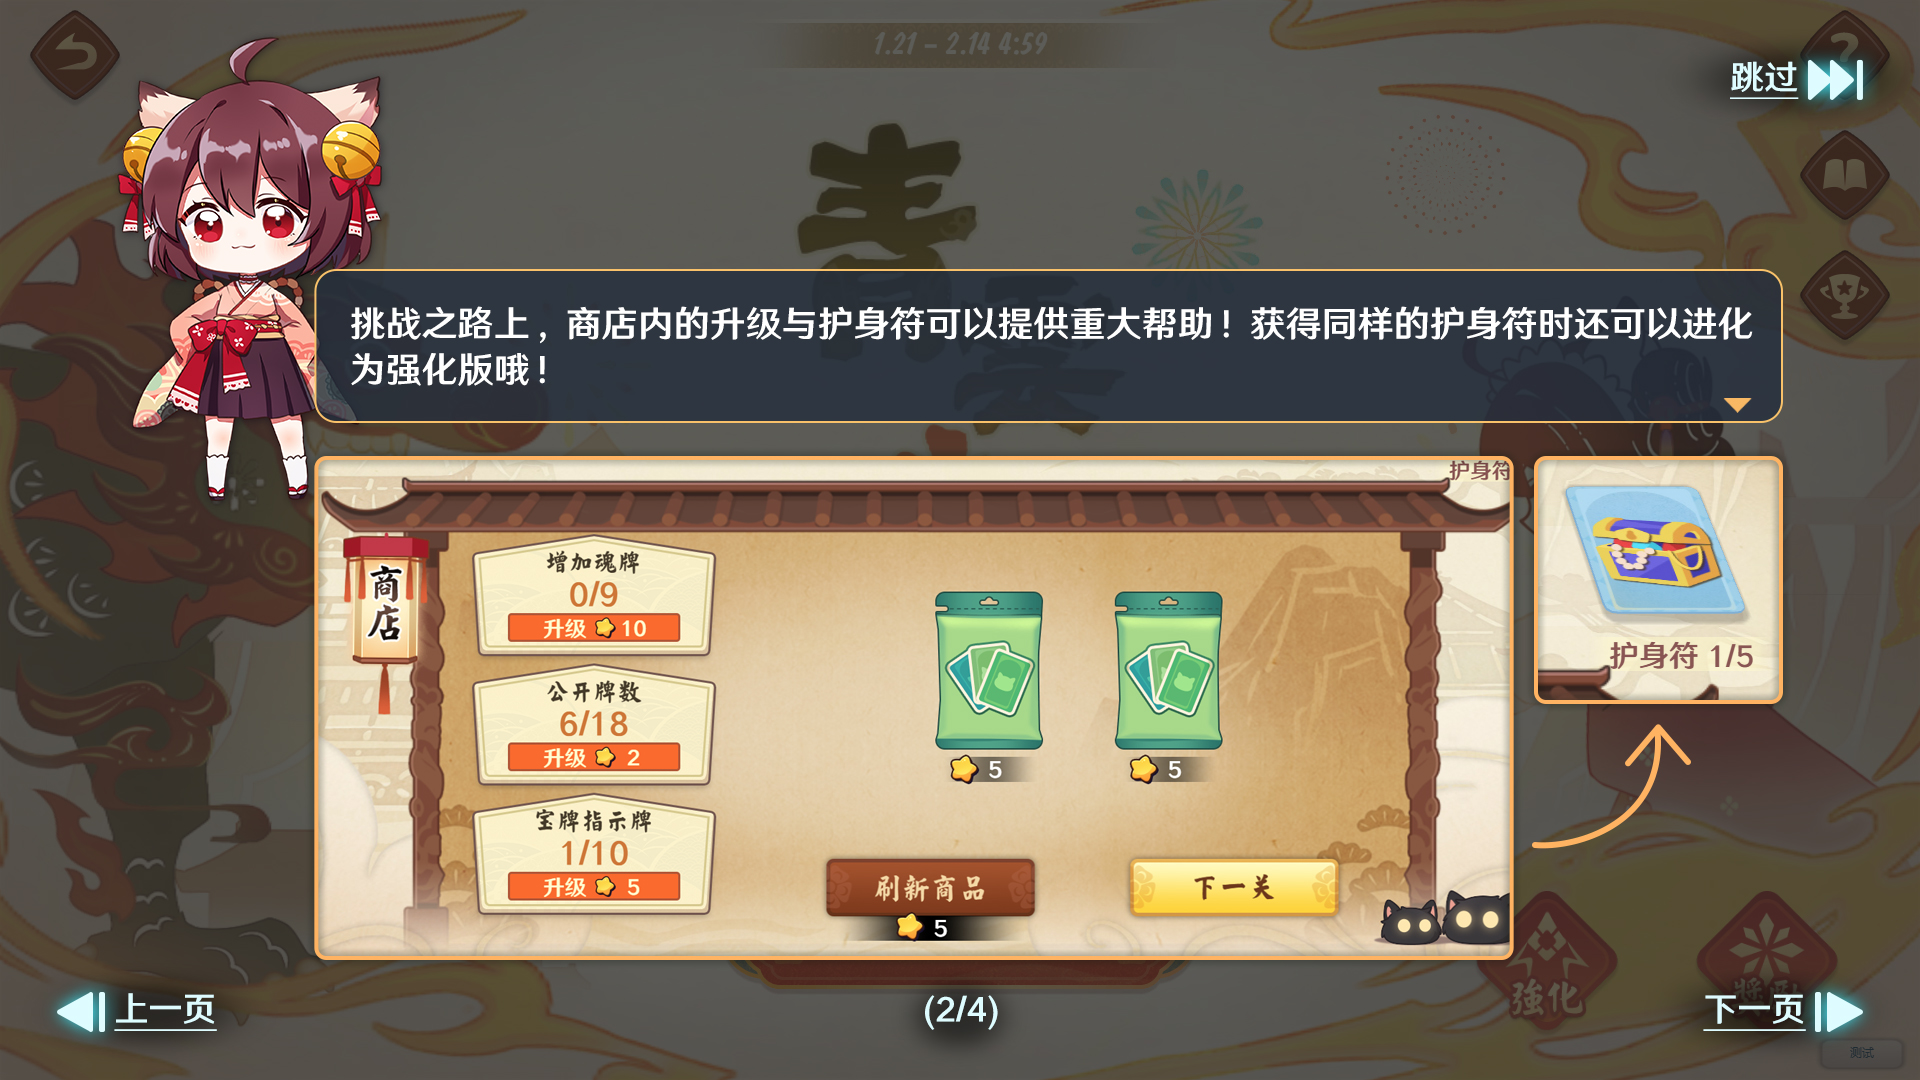 1.21 – 2.14 4:59
跳过
挑战之路上，商店内的升级与护身符可以提供重大帮助！获得同样的护身符时还可以进化
为强化版哦！
护身符
商店
增加魂牌
0/9
升级 10
公开牌数
6/18
升级 2
宝牌指示牌
1/10
升级 5
5
5
刷新商品
5
下一关
护身符 1/5
強化
上一页
(2/4)
下一页
测试